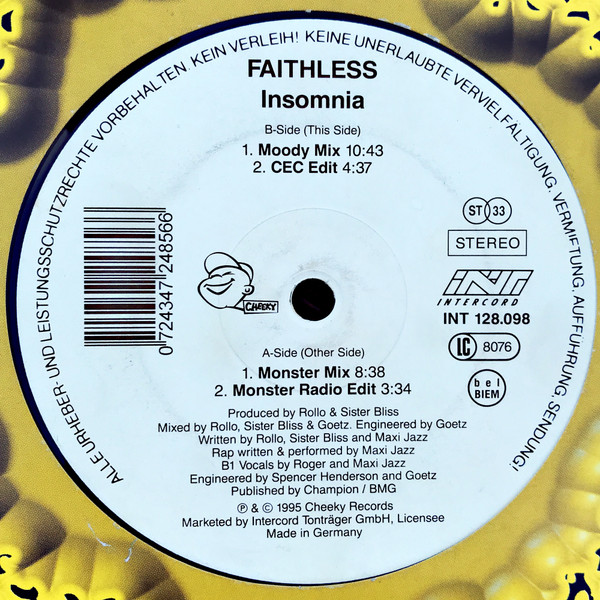 ALLE URHEBER- UND LEISTUNGSSCHUTZRECHTE VORBEHALTEN. KEIN VERLEIH! KEINE UNERLAUBTE VERVIELFÄLTIGUNG, VERMIFTUNG, AUFFÜHRUNG, SENDUNG!
FAITHLESS
Insomnia
B-Side (This Side)
1. Moody Mix 10:43
2. CEC Edit 4:37
0 724347 248566
ST 33
STEREO
CHEEKY
INT
INTERCORD
INT 128.098
LC 8076
bel
BIEM
A-Side (Other Side)
1. Monster Mix 8:38
2. Monster Radio Edit 3:34
Produced by Rollo & Sister Bliss
Mixed by Rollo, Sister Bliss & Goetz. Engineered by Goetz
Written by Rollo, Sister Bliss and Maxi Jazz
Rap written & performed by Maxi Jazz
B1 Vocals by Roger and Maxi Jazz
Engineered by Spencer Henderson and Goetz
Published by Champion / BMG
℗ & © 1995 Cheeky Records
Marketed by Intercord Tonträger GmbH, Licensee
Made in Germany